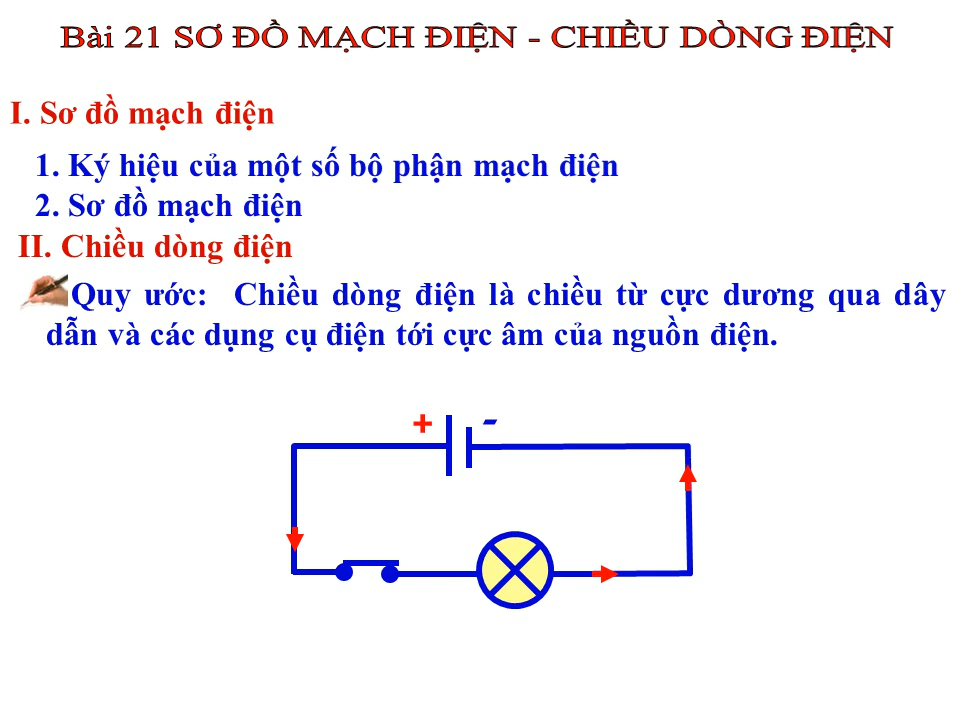 Bài 21 SƠ ĐỒ MẠCH ĐIỆN - CHIỀU DÒNG ĐIỆN
I. Sơ đồ mạch điện
1. Ký hiệu của một số bộ phận mạch điện
2. Sơ đồ mạch điện
II. Chiều dòng điện
Quy ước: Chiều dòng điện là chiều từ cực dương qua dây
dẫn và các dụng cụ điện tới cực âm của nguồn điện.
+ -